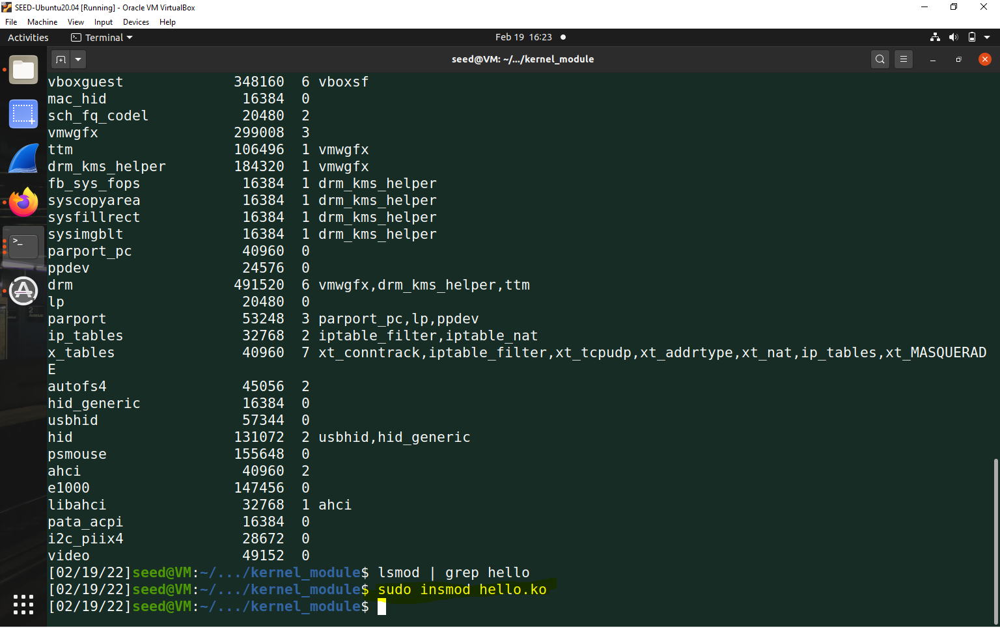 SEED-Ubuntu20.04 [Running] - Oracle VM VirtualBox
File Machine View Input Devices Help
Activities Terminal Feb 19 16:23
seed@VM: ~/.../kernel_module
vboxguest 348160 6 vboxsf
mac_hid 16384 0
sch_fq_codel 20480 2
vmwgfx 299008 3
ttm 106496 1 vmwgfx
drm_kms_helper 184320 1 vmwgfx
fb_sys_fops 16384 1 drm_kms_helper
syscopyarea 16384 1 drm_kms_helper
sysfillrect 16384 1 drm_kms_helper
sysimgblt 16384 1 drm_kms_helper
parport_pc 40960 0
ppdev 24576 0
drm 491520 6 vmwgfx,drm_kms_helper,ttm
lp 20480 0
parport 53248 3 parport_pc,lp,ppdev
ip_tables 32768 2 iptable_filter,iptable_nat
x_tables 40960 7 xt_conntrack,iptable_filter,xt_tcpudp,xt_addrtype,xt_nat,ip_tables,xt_MASQUERAD
E
autofs4 45056 2
hid_generic 16384 0
usbhid 57344 0
hid 131072 2 usbhid,hid_generic
psmouse 155648 0
ahci 40960 2
e1000 147456 0
libahci 32768 1 ahci
pata_acpi 16384 0
i2c_piix4 28672 0
video 49152 0
[02/19/22]seed@VM:~/.../kernel_module$ lsmod | grep hello
[02/19/22]seed@VM:~/.../kernel_module$ sudo insmod hello.ko
[02/19/22]seed@VM:~/.../kernel_module$